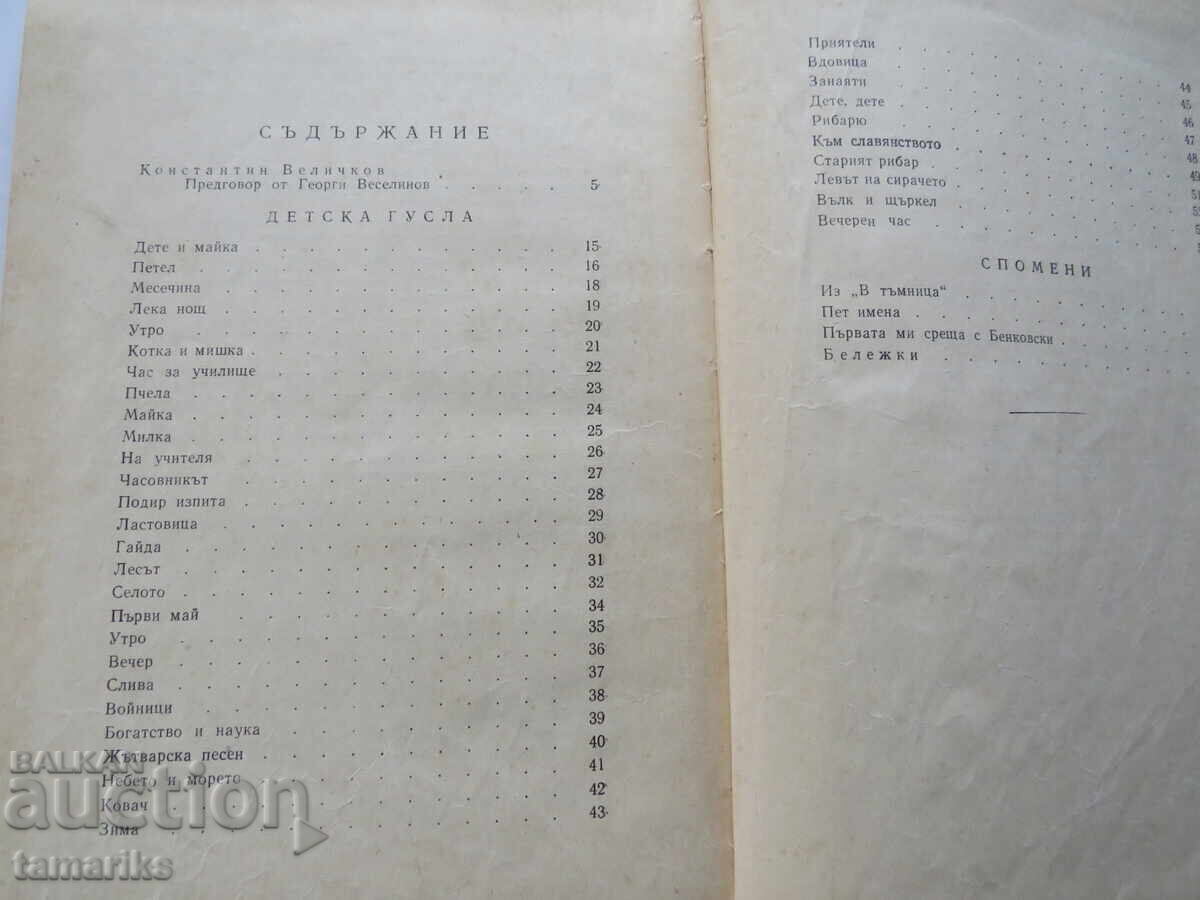 СЪДЪРЖАНИЕ
Константин Величков
Предговор от Георги Веселинов . . . . 5
ДЕТСКА ГУСЛА
Дете и майка . . . . . . . . . . 15
Петел . . . . . . . . . . 16
Месечина . . . . . . . . . . 18
Лека нощ . . . . . . . . . . 19
Утро . . . . . . . . . . 20
Котка и мишка . . . . . . . . . . 21
Час за училище . . . . . . . . . . 22
Пчела . . . . . . . . . . 23
Майка . . . . . . . . . . 24
Милка . . . . . . . . . . 25
На учителя . . . . . . . . . . 26
Часовникът . . . . . . . . . . 27
Подир изпита . . . . . . . . . . 28
Ластовица . . . . . . . . . . 29
Гайда . . . . . . . . . . 30
Лесът . . . . . . . . . . 31
Селото . . . . . . . . . . 32
Първи май . . . . . . . . . . 34
Утро . . . . . . . . . . 35
Вечер . . . . . . . . . . 36
Слива . . . . . . . . . . 37
Войници . . . . . . . . . . 38
Богатство и наука . . . . . . . . . . 39
Жътварска песен . . . . . . . . . . 40
Небето и морето . . . . . . . . . . 41
Ковач . . . . . . . . . . 42
Зима . . . . . . . . . . 43
Приятели . . . . . . . . 44
Вдовица . . . . . . . . 45
Занаяти . . . . . . . . 46
Дете, дете . . . . . . . . 47
Рибарю . . . . . . . . 48
Към славянството . . . . . . . . 49
Старият рибар . . . . . . . . 51
Левът на сирачето . . . . . . . .
Вълк и щъркел . . . . . . . .
Вечерен час . . . . . . . .
СПОМЕНИ
Из „В тъмница“ . . . . . . . .
Пет имена . . . . . . . .
Първата ми среща с Бенковски . . . .
Бележки . . . . . . . .
BALKAN
auction
tamariks